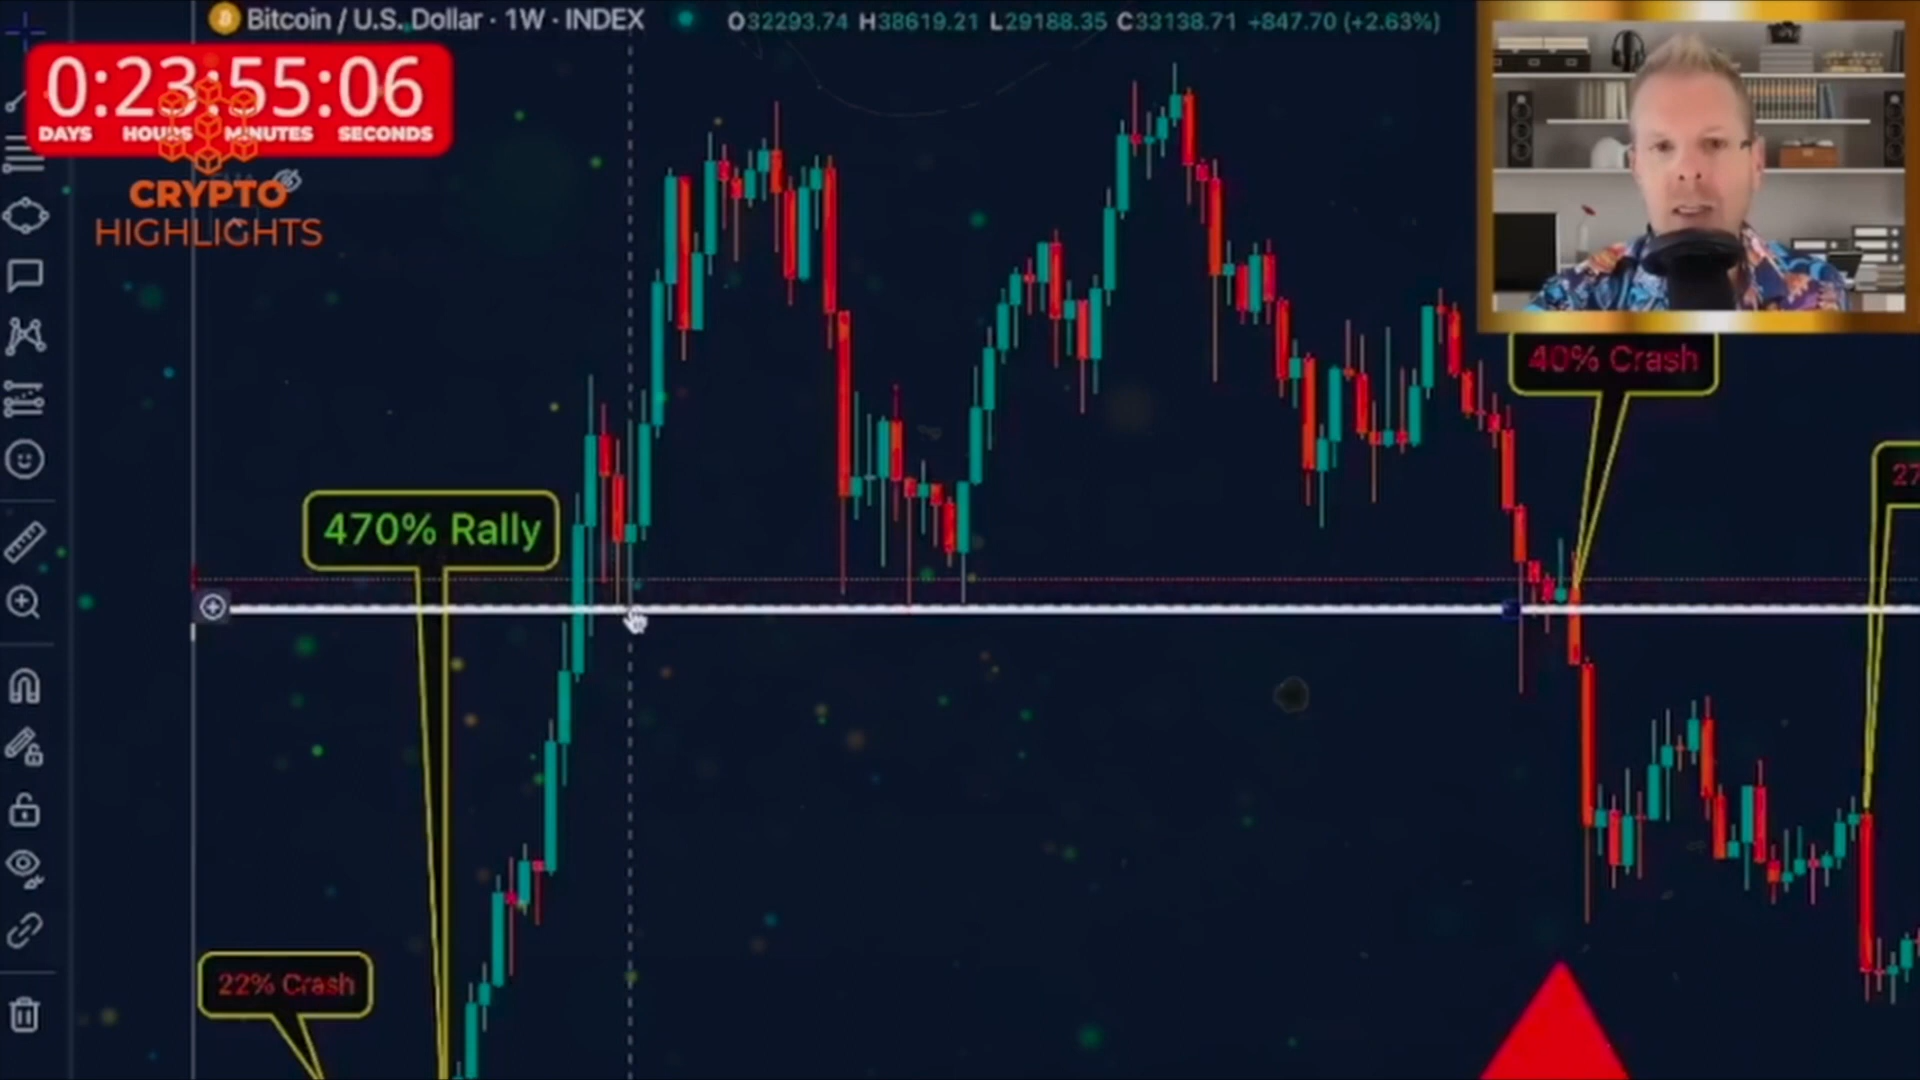 Bitcoin / U.S. Dollar · 1W · INDEX
O32293.74 H38619.21 L29188.35 C33138.71 +847.70 (+2.63%)
0:23:55:06
DAYS HOURS MINUTES SECONDS
CRYPTO
HIGHLIGHTS
40% Crash
27
470% Rally
22% Crash